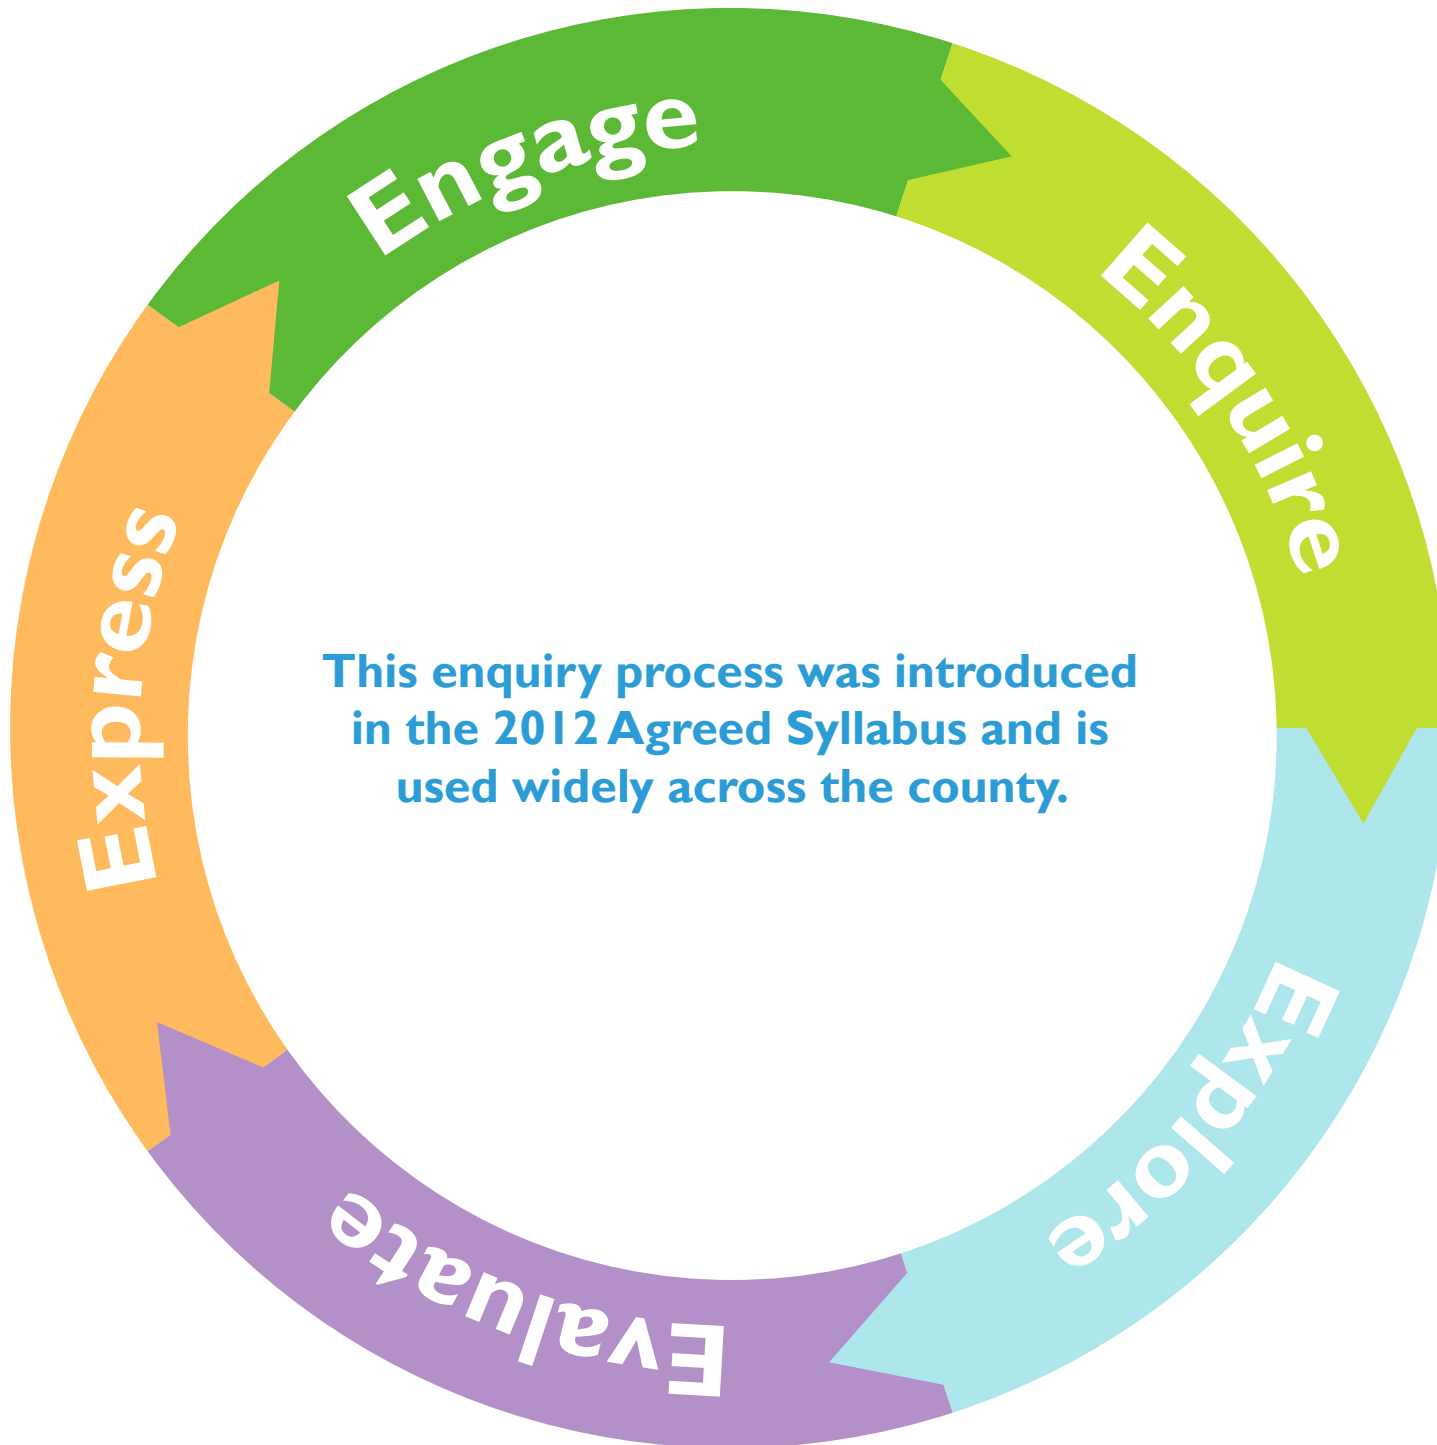 Engage
Enquire
Explore
Evaluate
Express
This enquiry process was introduced
in the 2012 Agreed Syllabus and is
used widely across the county.